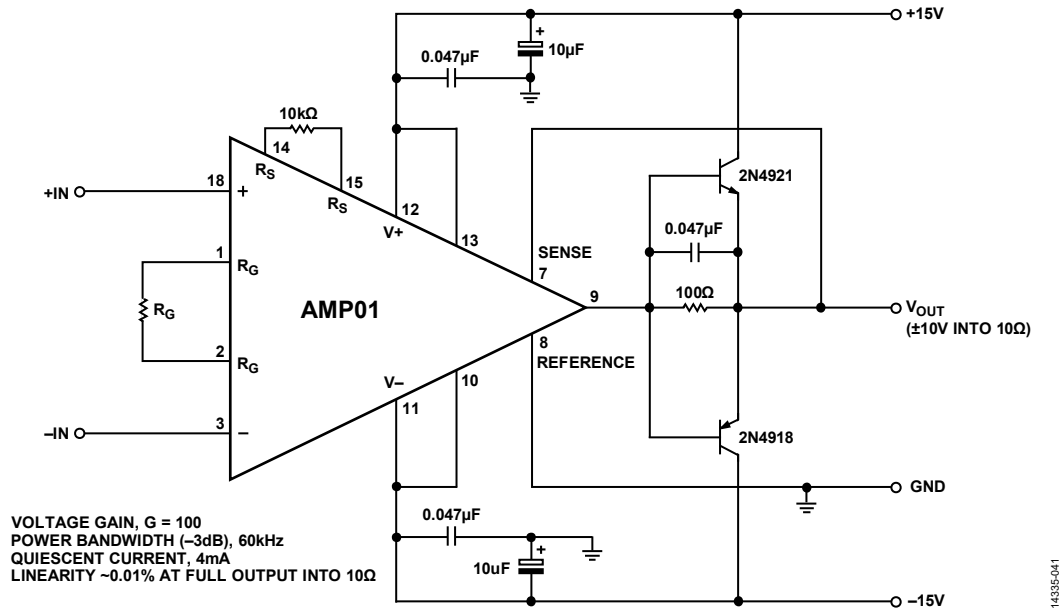 +15V
+
10µF
0.047µF
10kΩ
14
RS
15
RS
+IN
18
+
12
V+
13
2N4921
0.047µF
SENSE
7
1
RG
RG
AMP01
9
100Ω
VOUT
(±10V INTO 10Ω)
8
REFERENCE
2
RG
10
V–
11
–IN
3
–
2N4918
GND
0.047µF
+
10uF
VOLTAGE GAIN, G = 100
POWER BANDWIDTH (–3dB), 60kHz
QUIESCENT CURRENT, 4mA
LINEARITY ~0.01% AT FULL OUTPUT INTO 10Ω
–15V
14335-041